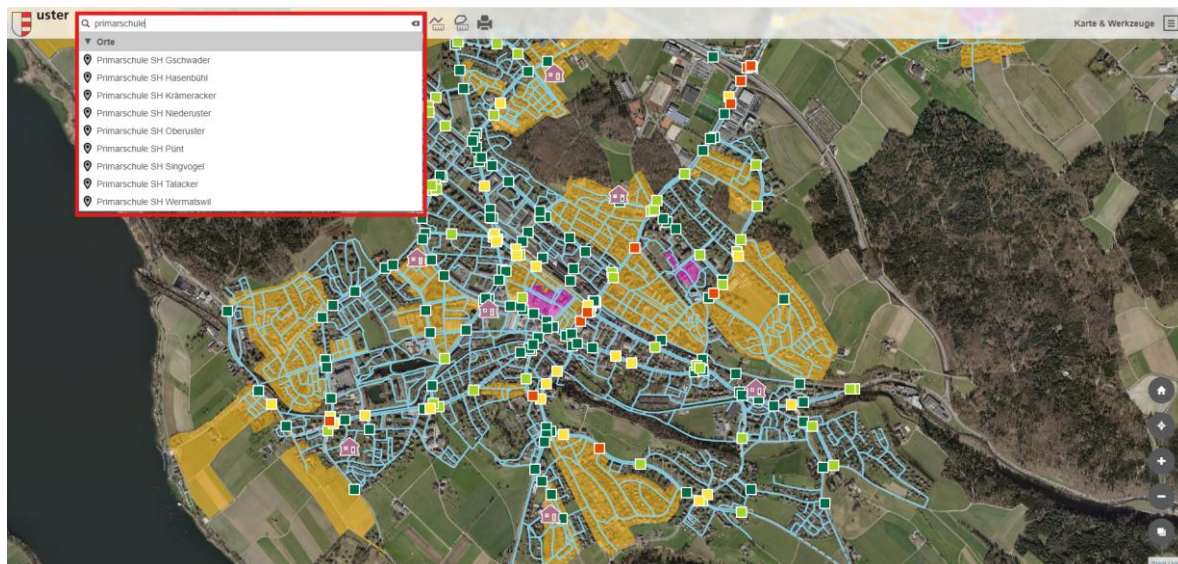 uster
primarschule
Karte & Werkzeuge
Orte
Primarschule SH Gschwader
Primarschule SH Hasenbühl
Primarschule SH Krämeracker
Primarschule SH Niederuster
Primarschule SH Oberuster
Primarschule SH Pünt
Primarschule SH Singvogel
Primarschule SH Talacker
Primarschule SH Wermatswil